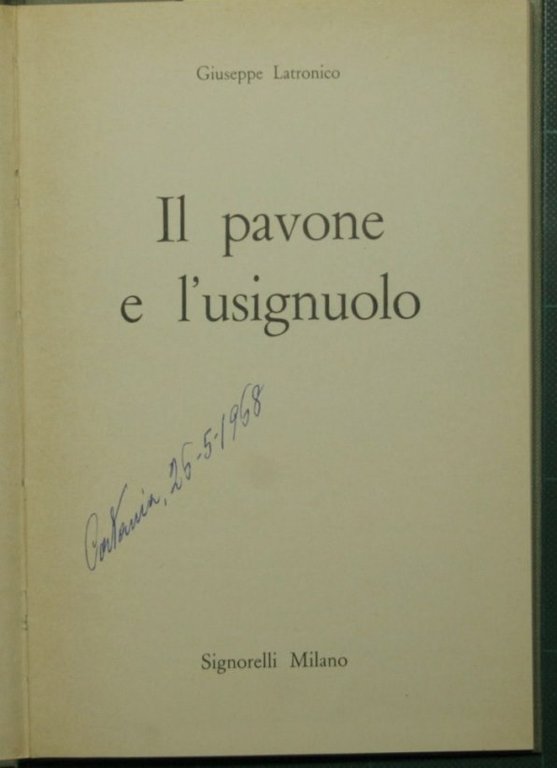 Giuseppe Latronico
Il pavone
e l'usignuolo
Catania, 25-5-1968
Signorelli Milano